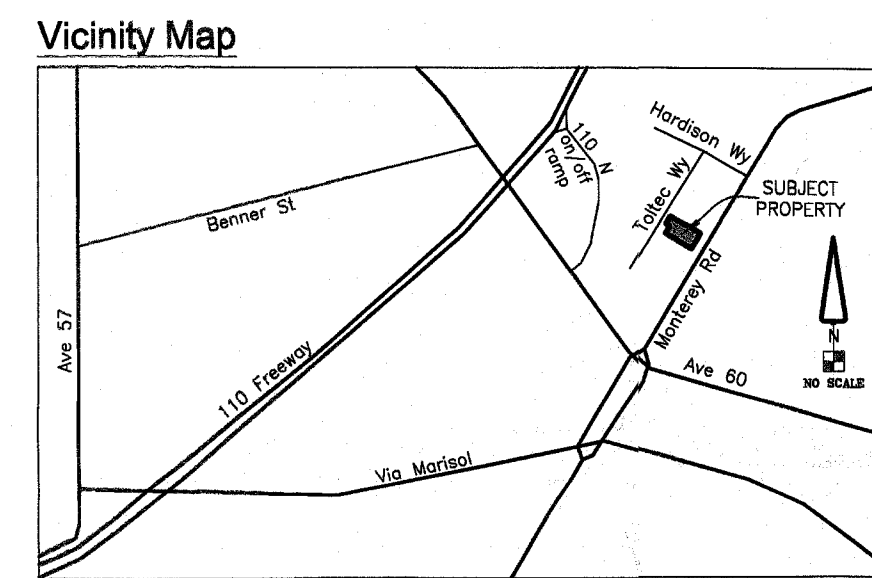 Vicinity Map
Hardison Wy
110 N
on/off
ramp
Toltec Wy
SUBJECT
PROPERTY
Benner St
Monterey Rd
Ave 57
110 Freeway
N
NO SCALE
Ave 60
Via Marisol